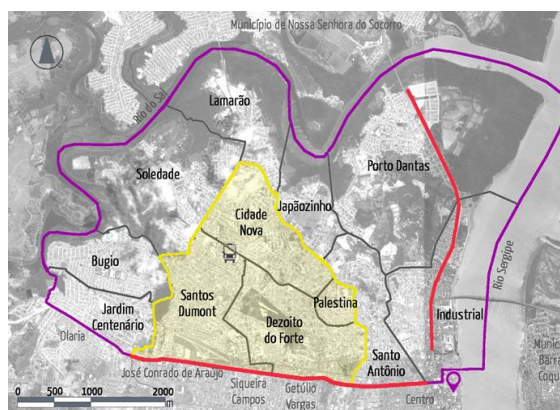 Município de Nossa Senhora do Socorro
Lamarão
Rio do Sal
Porto Dantas
Soledade
Japãozinho
Cidade
Nova
Rio Sergipe
Bugio
Santos
Dumont
Palestina
Jardim
Centenário
Dezoito
do Forte
Industrial
Olaria
Santo
Antônio
José Conrado de Araújo
Siqueira
Campos
Getúlio
Vargas
Centro
Barra
0 500 1000 2000
m